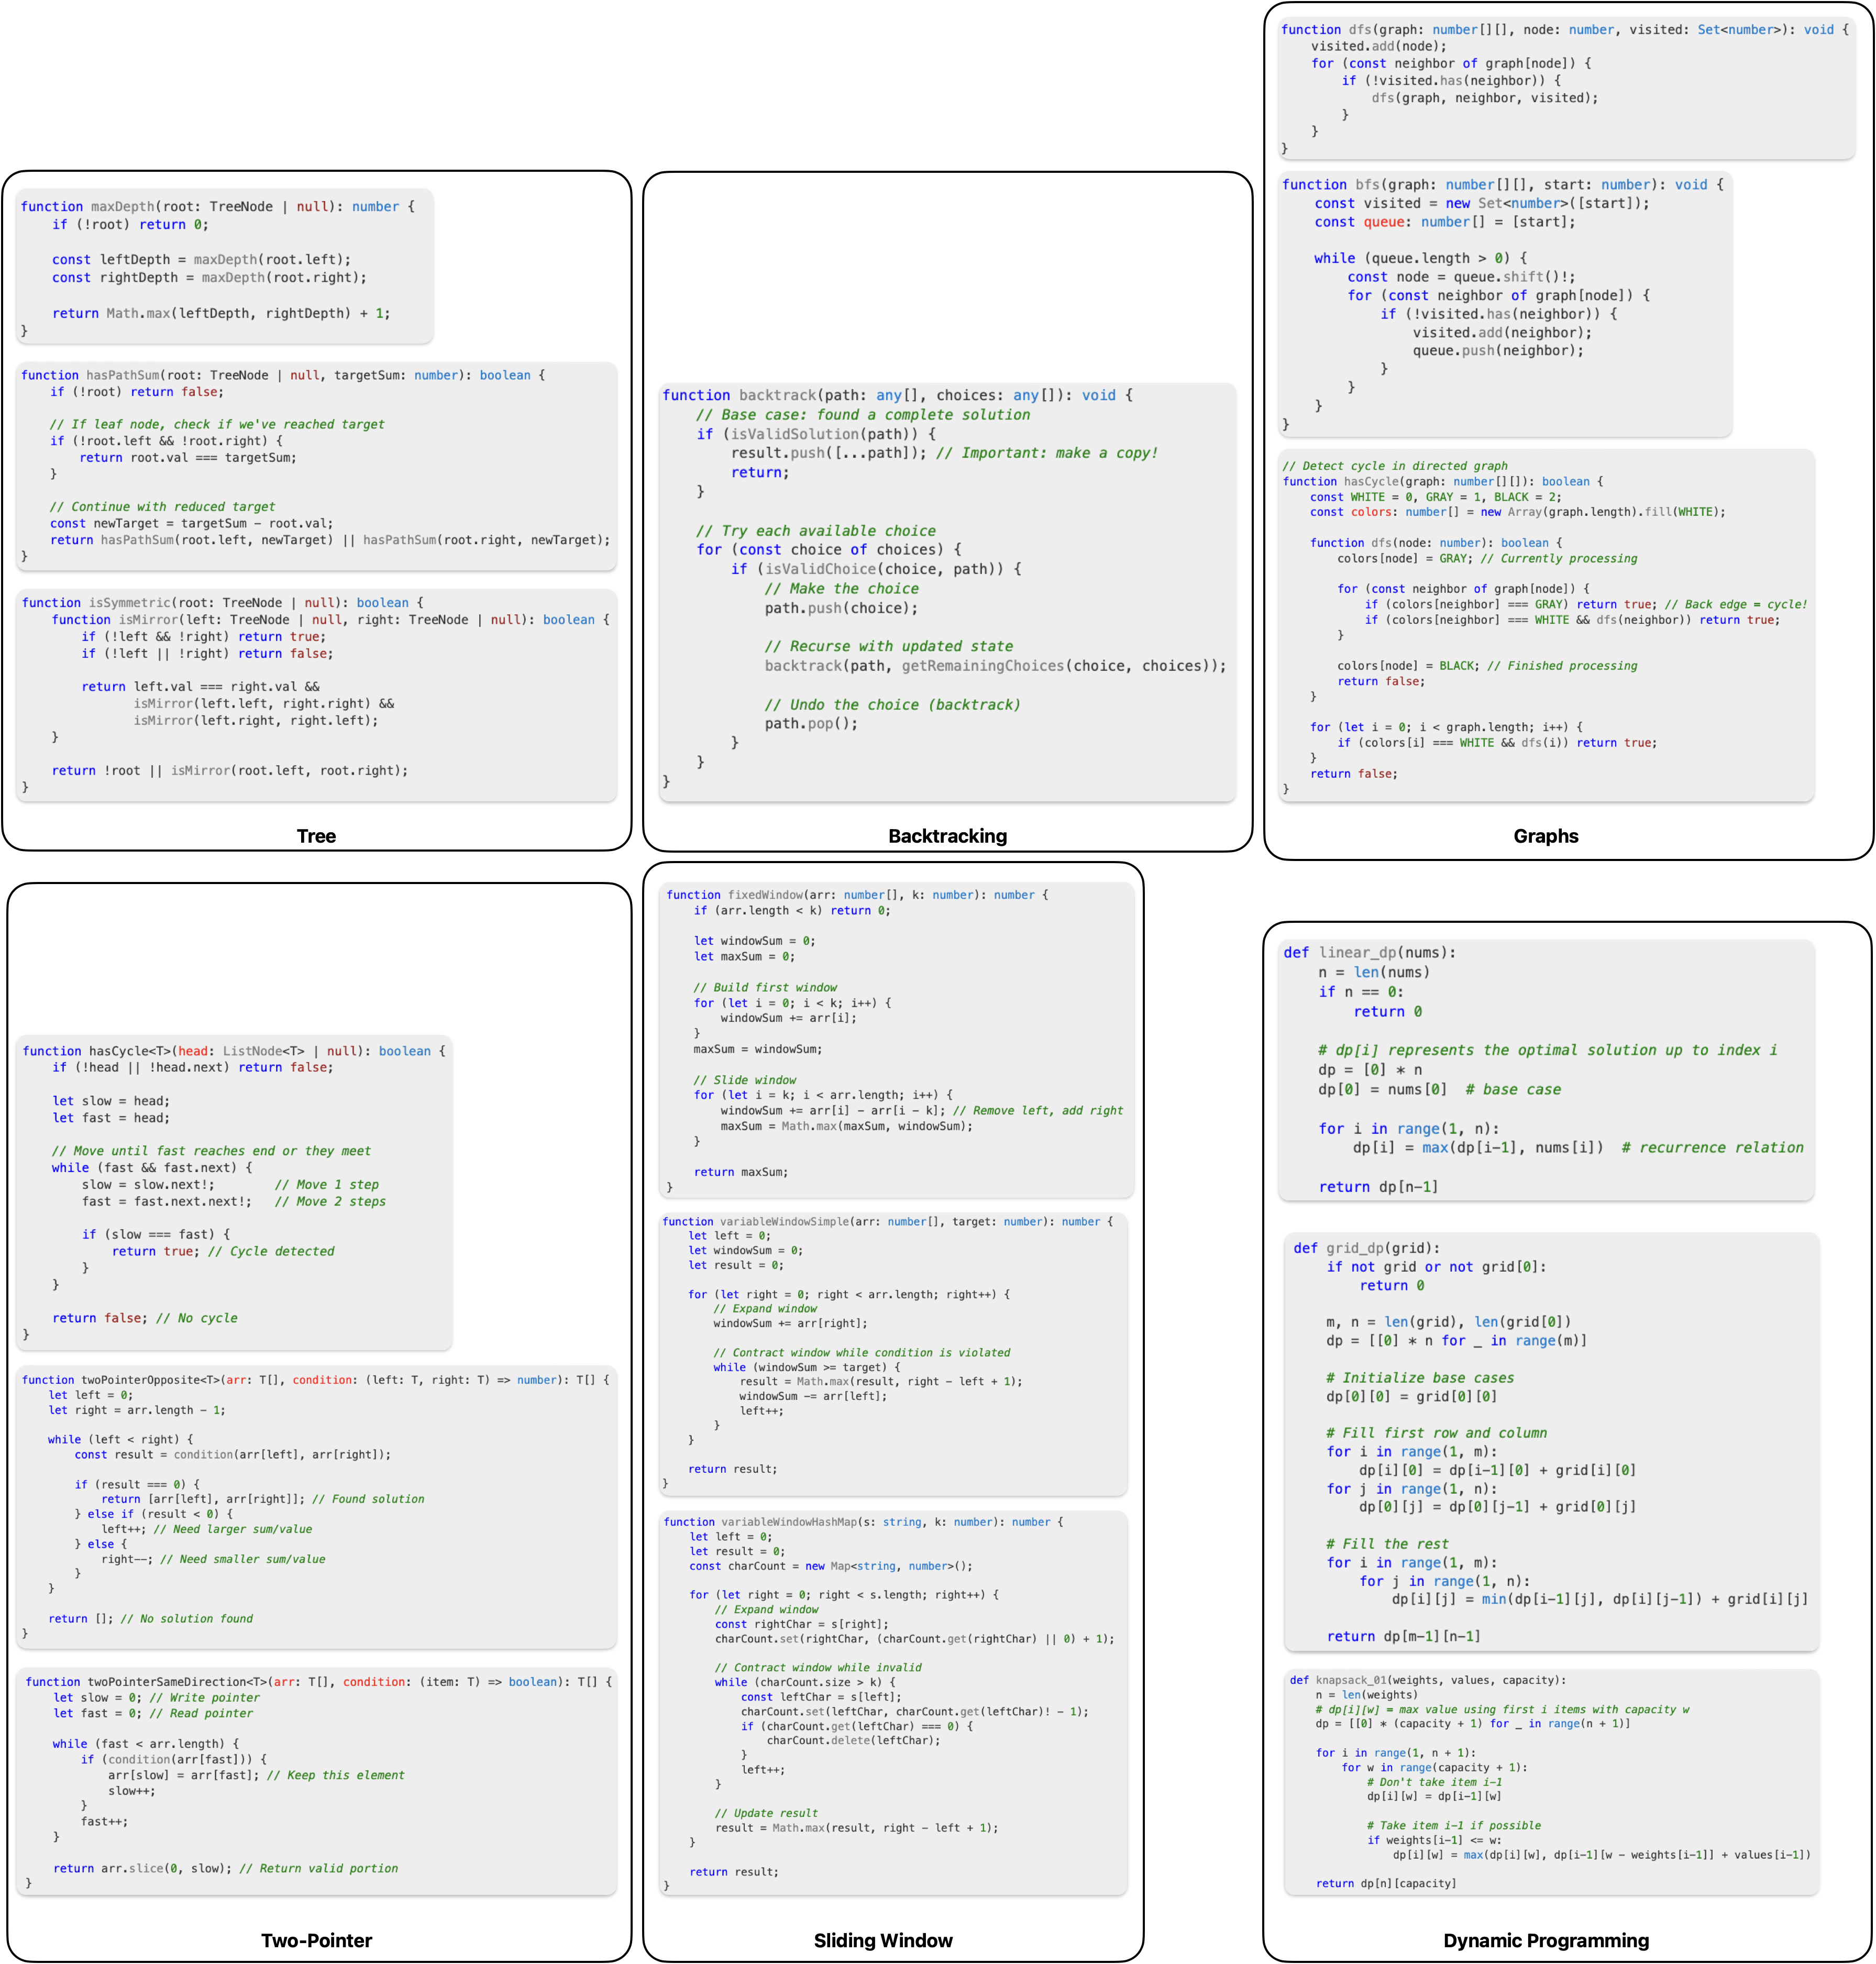 function maxDepth(root: TreeNode | null): number {
    if (!root) return 0;

    const leftDepth = maxDepth(root.left);
    const rightDepth = maxDepth(root.right);

    return Math.max(leftDepth, rightDepth) + 1;
}
function hasPathSum(root: TreeNode | null, targetSum: number): boolean {
    if (!root) return false;

    // If leaf node, check if we've reached target
    if (!root.left && !root.right) {
        return root.val === targetSum;
    }

    // Continue with reduced target
    const newTarget = targetSum - root.val;
    return hasPathSum(root.left, newTarget) || hasPathSum(root.right, newTarget);
}
function isSymmetric(root: TreeNode | null): boolean {
    function isMirror(left: TreeNode | null, right: TreeNode | null): boolean {
        if (!left && !right) return true;
        if (!left || !right) return false;

        return left.val === right.val &&
               isMirror(left.left, right.right) &&
               isMirror(left.right, right.left);
    }

    return !root || isMirror(root.left, root.right);
}
Tree
function backtrack(path: any[], choices: any[]): void {
    // Base case: found a complete solution
    if (isValidSolution(path)) {
        result.push([...path]); // Important: make a copy!
        return;
    }

    // Try each available choice
    for (const choice of choices) {
        if (isValidChoice(choice, path)) {
            // Make the choice
            path.push(choice);

            // Recurse with updated state
            backtrack(path, getRemainingChoices(choice, choices));

            // Undo the choice (backtrack)
            path.pop();
        }
    }
}
Backtracking
function dfs(graph: number[][], node: number, visited: Set<number>): void {
    visited.add(node);
    for (const neighbor of graph[node]) {
        if (!visited.has(neighbor)) {
            dfs(graph, neighbor, visited);
        }
    }
}
function bfs(graph: number[][], start: number): void {
    const visited = new Set<number>([start]);
    const queue: number[] = [start];

    while (queue.length > 0) {
        const node = queue.shift()!;
        for (const neighbor of graph[node]) {
            if (!visited.has(neighbor)) {
                visited.add(neighbor);
                queue.push(neighbor);
            }
        }
    }
}
// Detect cycle in directed graph
function hasCycle(graph: number[][]): boolean {
    const WHITE = 0, GRAY = 1, BLACK = 2;
    const colors: number[] = new Array(graph.length).fill(WHITE);

    function dfs(node: number): boolean {
        colors[node] = GRAY; // Currently processing

        for (const neighbor of graph[node]) {
            if (colors[neighbor] === GRAY) return true; // Back edge = cycle!
            if (colors[neighbor] === WHITE && dfs(neighbor)) return true;
        }

        colors[node] = BLACK; // Finished processing
        return false;
    }

    for (let i = 0; i < graph.length; i++) {
        if (colors[i] === WHITE && dfs(i)) return true;
    }
    return false;
}
Graphs
function hasCycle<T>(head: ListNode<T> | null): boolean {
    if (!head || !head.next) return false;

    let slow = head;
    let fast = head;

    // Move until fast reaches end or they meet
    while (fast && fast.next) {
        slow = slow.next!;        // Move 1 step
        fast = fast.next.next!;   // Move 2 steps

        if (slow === fast) {
            return true; // Cycle detected
        }
    }

    return false; // No cycle
}
function twoPointerOpposite<T>(arr: T[], condition: (left: T, right: T) => number): T[] {
    let left = 0;
    let right = arr.length - 1;

    while (left < right) {
        const result = condition(arr[left], arr[right]);

        if (result === 0) {
            return [arr[left], arr[right]]; // Found solution
        } else if (result < 0) {
            left++; // Need larger sum/value
        } else {
            right--; // Need smaller sum/value
        }
    }

    return []; // No solution found
}
function twoPointerSameDirection<T>(arr: T[], condition: (item: T) => boolean): T[] {
    let slow = 0; // Write pointer
    let fast = 0; // Read pointer

    while (fast < arr.length) {
        if (condition(arr[fast])) {
            arr[slow] = arr[fast]; // Keep this element
            slow++;
        }
        fast++;
    }

    return arr.slice(0, slow); // Return valid portion
}
Two-Pointer
function fixedWindow(arr: number[], k: number): number {
    if (arr.length < k) return 0;

    let windowSum = 0;
    let maxSum = 0;

    // Build first window
    for (let i = 0; i < k; i++) {
        windowSum += arr[i];
    }
    maxSum = windowSum;

    // Slide window
    for (let i = k; i < arr.length; i++) {
        windowSum += arr[i] - arr[i - k]; // Remove left, add right
        maxSum = Math.max(maxSum, windowSum);
    }

    return maxSum;
}
function variableWindowSimple(arr: number[], target: number): number {
    let left = 0;
    let windowSum = 0;
    let result = 0;

    for (let right = 0; right < arr.length; right++) {
        // Expand window
        windowSum += arr[right];

        // Contract window while condition is violated
        while (windowSum >= target) {
            result = Math.max(result, right - left + 1);
            windowSum -= arr[left];
            left++;
        }
    }

    return result;
}
function variableWindowHashMap(s: string, k: number): number {
    let left = 0;
    let result = 0;
    const charCount = new Map<string, number>();

    for (let right = 0; right < s.length; right++) {
        // Expand window
        const rightChar = s[right];
        charCount.set(rightChar, (charCount.get(rightChar) || 0) + 1);

        // Contract window while invalid
        while (charCount.size > k) {
            const leftChar = s[left];
            charCount.set(leftChar, charCount.get(leftChar)! - 1);
            if (charCount.get(leftChar) === 0) {
                charCount.delete(leftChar);
            }
            left++;
        }

        // Update result
        result = Math.max(result, right - left + 1);
    }

    return result;
}
Sliding Window
def linear_dp(nums):
    n = len(nums)
    if n == 0:
        return 0

    # dp[i] represents the optimal solution up to index i
    dp = [0] * n
    dp[0] = nums[0]  # base case

    for i in range(1, n):
        dp[i] = max(dp[i-1], nums[i])  # recurrence relation

    return dp[n-1]
def grid_dp(grid):
    if not grid or not grid[0]:
        return 0

    m, n = len(grid), len(grid[0])
    dp = [[0] * n for _ in range(m)]

    # Initialize base cases
    dp[0][0] = grid[0][0]

    # Fill first row and column
    for i in range(1, m):
        dp[i][0] = dp[i-1][0] + grid[i][0]
    for j in range(1, n):
        dp[0][j] = dp[0][j-1] + grid[0][j]

    # Fill the rest
    for i in range(1, m):
        for j in range(1, n):
            dp[i][j] = min(dp[i-1][j], dp[i][j-1]) + grid[i][j]

    return dp[m-1][n-1]
def knapsack_01(weights, values, capacity):
    n = len(weights)
    # dp[i][w] = max value using first i items with capacity w
    dp = [[0] * (capacity + 1) for _ in range(n + 1)]

    for i in range(1, n + 1):
        for w in range(capacity + 1):
            # Don't take item i-1
            dp[i][w] = dp[i-1][w]

            # Take item i-1 if possible
            if weights[i-1] <= w:
                dp[i][w] = max(dp[i][w], dp[i-1][w - weights[i-1]] + values[i-1])

    return dp[n][capacity]
Dynamic Programming